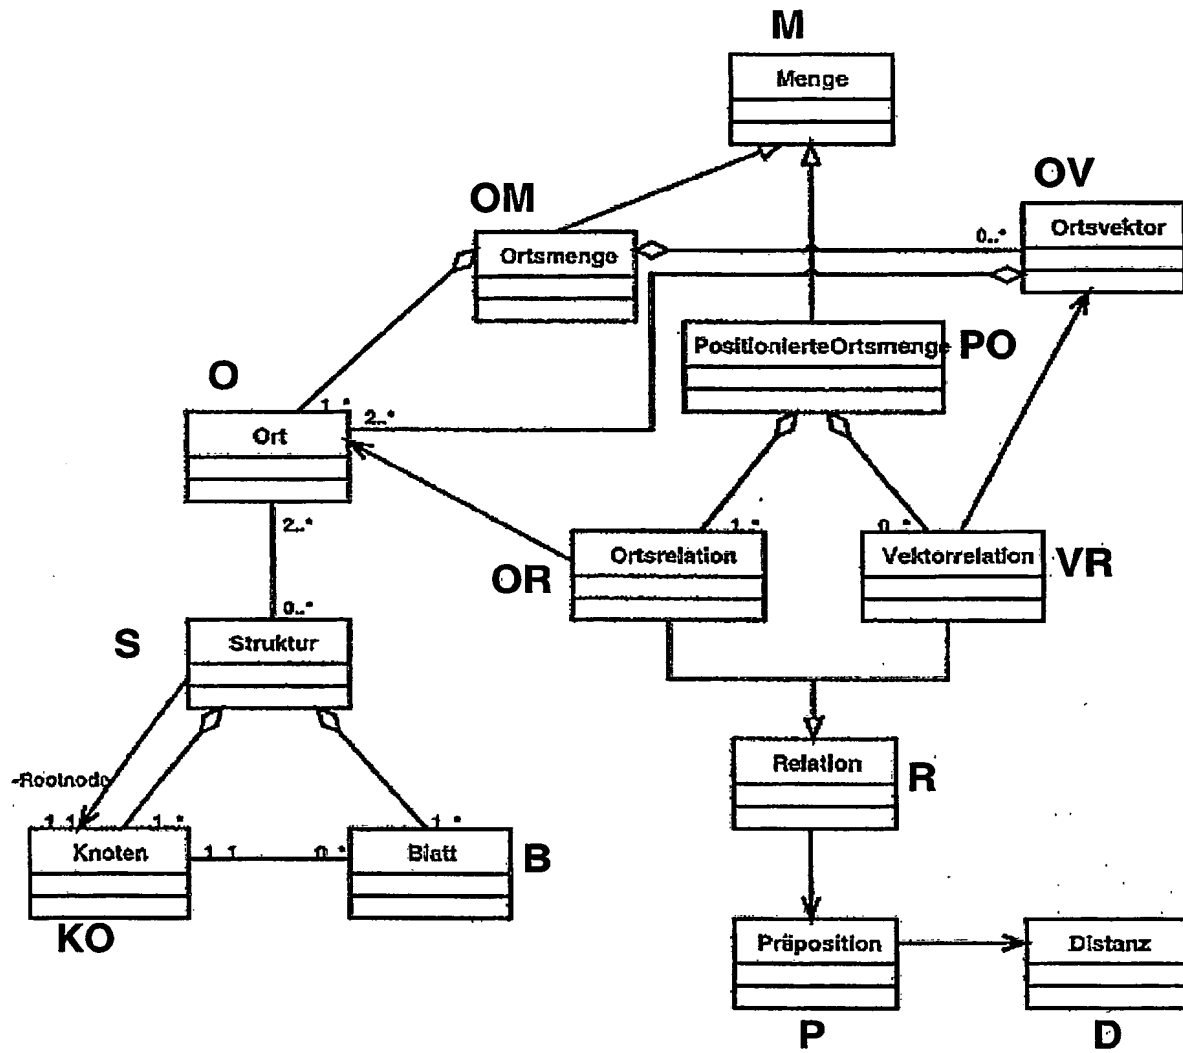 M
Menge
OV
OM
Ortsvektor
0..*
Ortsmenge
PositionierteOrtsmenge PO
O
1..*
2..*
Ort
2..*
1..*
0..*
Ortsrelation
Vektorrelation
OR
VR
0..*
S
Struktur
-Rootnode
Relation
R
1..1
1..*
1..*
Knoten
1..1
0..*
Blatt
B
KO
Präposition
Distanz
P
D